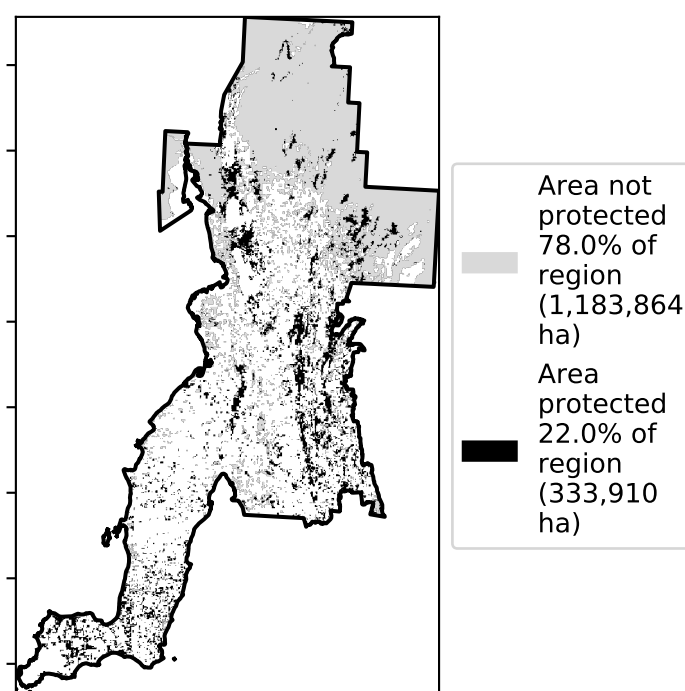 Area not
protected
78.0% of
region
(1,183,864
ha)
Area
protected
22.0% of
region
(333,910
ha)